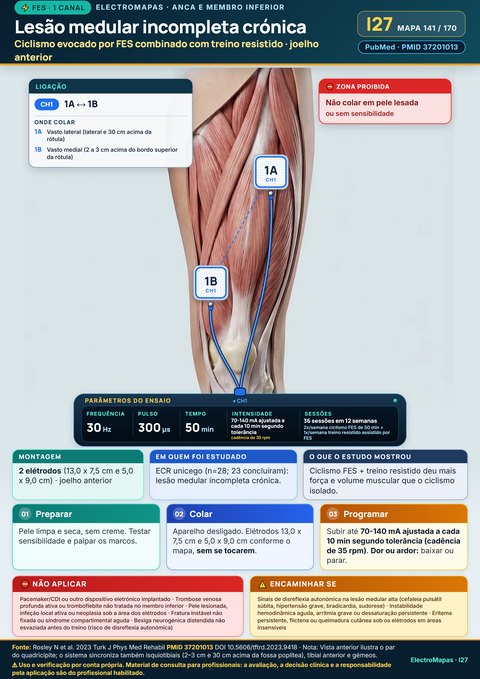 FES · 1 CANAL
ELECTROMAPAS · ANCA E MEMBRO INFERIOR
Lesão medular incompleta crónica
Ciclismo evocado por FES combinado com treino resistido · joelho
anterior
I27 MAPA 141 / 170
PubMed · PMID 37201013
LIGAÇÃO
CH1 1A ↔ 1B
ONDE COLAR
1A Vasto lateral (lateral e 30 cm acima da
rótula)
1B Vasto medial (2 a 3 cm acima do bordo superior
da rótula)
ZONA PROIBIDA
Não colar em pele lesada
ou sem sensibilidade
1A
CH1
1B
CH1
PARÂMETROS DO ENSAIO
CH1
FREQUÊNCIA
30 Hz
PULSO
300 µs
TEMPO
50 min
INTENSIDADE
70-140 mA ajustada a
cada 10 min segundo
tolerância
cadência de 35 rpm
SESSÕES
36 sessões em 12 semanas
2x/semana ciclismo FES de 50 min +
1x/semana treino resistido assistido por
FES
MONTAGEM
2 elétrodos (13,0 x 7,5 cm e 5,0
x 9,0 cm) · joelho anterior
EM QUEM FOI ESTUDADO
ECR unicego (n=28; 23 concluíram):
lesão medular incompleta crónica.
O QUE O ESTUDO MOSTROU
Ciclismo FES + treino resistido deu mais
força e volume muscular que o ciclismo
isolado.
01 Preparar
Pele limpa e seca, sem creme. Testar
sensibilidade e palpar os marcos.
02 Colar
Aparelho desligado. Elétrodos 13,0 x
7,5 cm e 5,0 x 9,0 cm conforme o
mapa, sem se tocarem.
03 Programar
Subir até 70-140 mA ajustada a cada
10 min segundo tolerância (cadência
de 35 rpm). Dor ou ardor: baixar ou
parar.
NÃO APLICAR
Pacemaker/CDI ou outro dispositivo eletrónico implantado · Trombose venosa
profunda ativa ou tromboflebite não tratada no membro inferior · Pele lesionada,
infeção local ativa ou neoplasia sob a área dos elétrodos · Fratura instável não
fixada ou síndrome compartimental aguda · Bexiga neurogénica distendida não
esvaziada antes do treino (risco de disreflexia autonómica)
ENCAMINHAR SE
Sinais de disreflexia autonómica na lesão medular alta (cefaleia pulsátil
súbita, hipertensão grave, bradicardia, sudorese) · Instabilidade
hemodinâmica aguda, arritmia grave ou dessaturação persistente · Eritema
persistente, flictena ou queimadura cutânea sob os elétrodos em áreas
insensíveis
Fonte: Rosley N et al. 2023 Turk J Phys Med Rehabil PMID 37201013 DOI 10.5606/tftrd.2023.9418 · Nota: Vista anterior ilustra o par
do quadricípite; o sistema sincroniza também isquiotibiais (2–3 cm e 30 cm acima da fossa poplítea), tibial anterior e gémeos.
⚠ Uso e verificação por conta própria. Material de consulta para profissionais: a avaliação, a decisão clínica e a responsabilidade
pela aplicação são do profissional habilitado.
ElectroMapas · I27